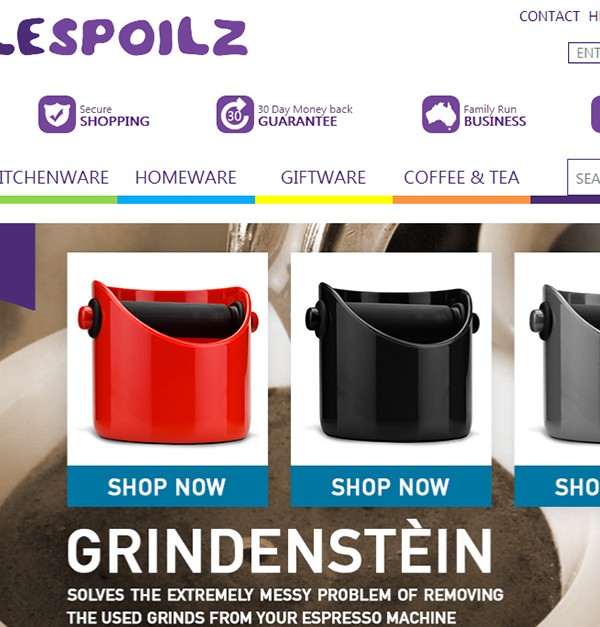 LESPOILZ
CONTACT
ENT
Secure
SHOPPING
30
30 Day Money back
GUARANTEE
Family Run
BUSINESS
ITCHENWARE
HOMEWARE
GIFTWARE
COFFEE & TEA
SEA
SHOP NOW
SHOP NOW
SHO
GRINDENSTÈIN
SOLVES THE EXTREMELY MESSY PROBLEM OF REMOVING
THE USED GRINDS FROM YOUR ESPRESSO MACHINE